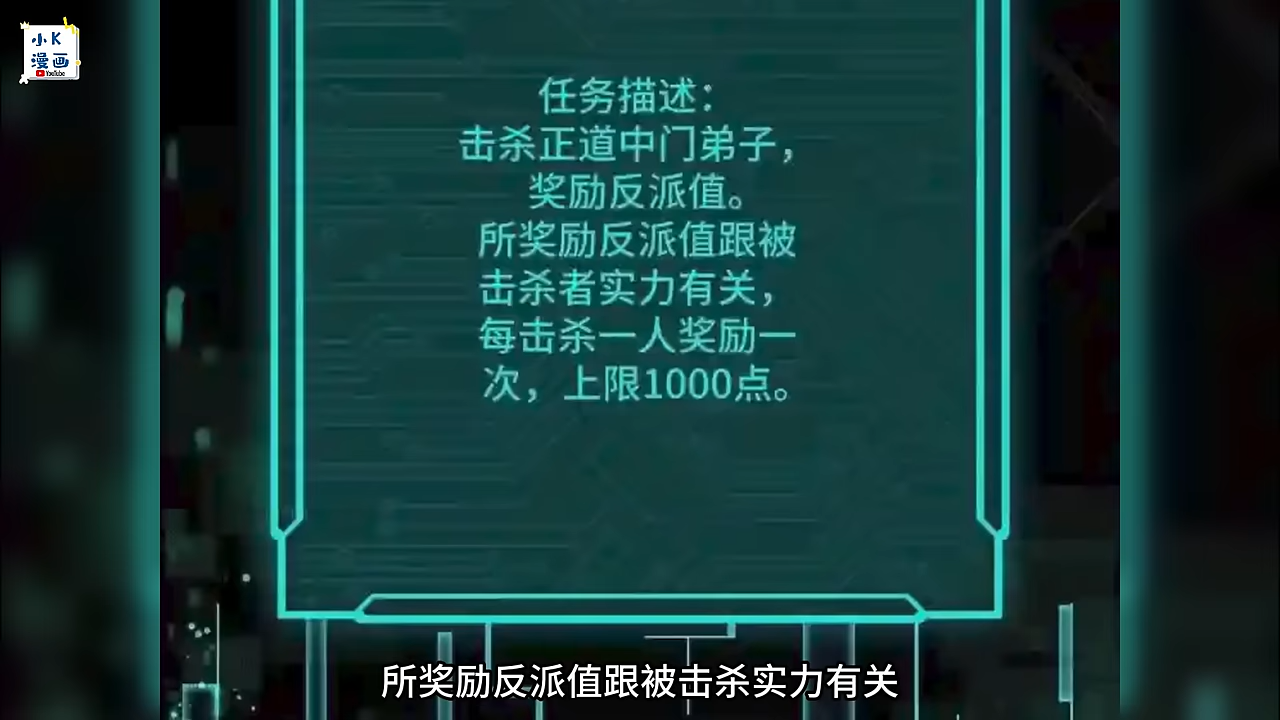 小K
漫画
YouTube
任务描述：
击杀正道中门弟子，
奖励反派值。
所奖励反派值跟被
击杀者实力有关，
每击杀一人奖励一
次，上限1000点。
所奖励反派值跟被击杀实力有关